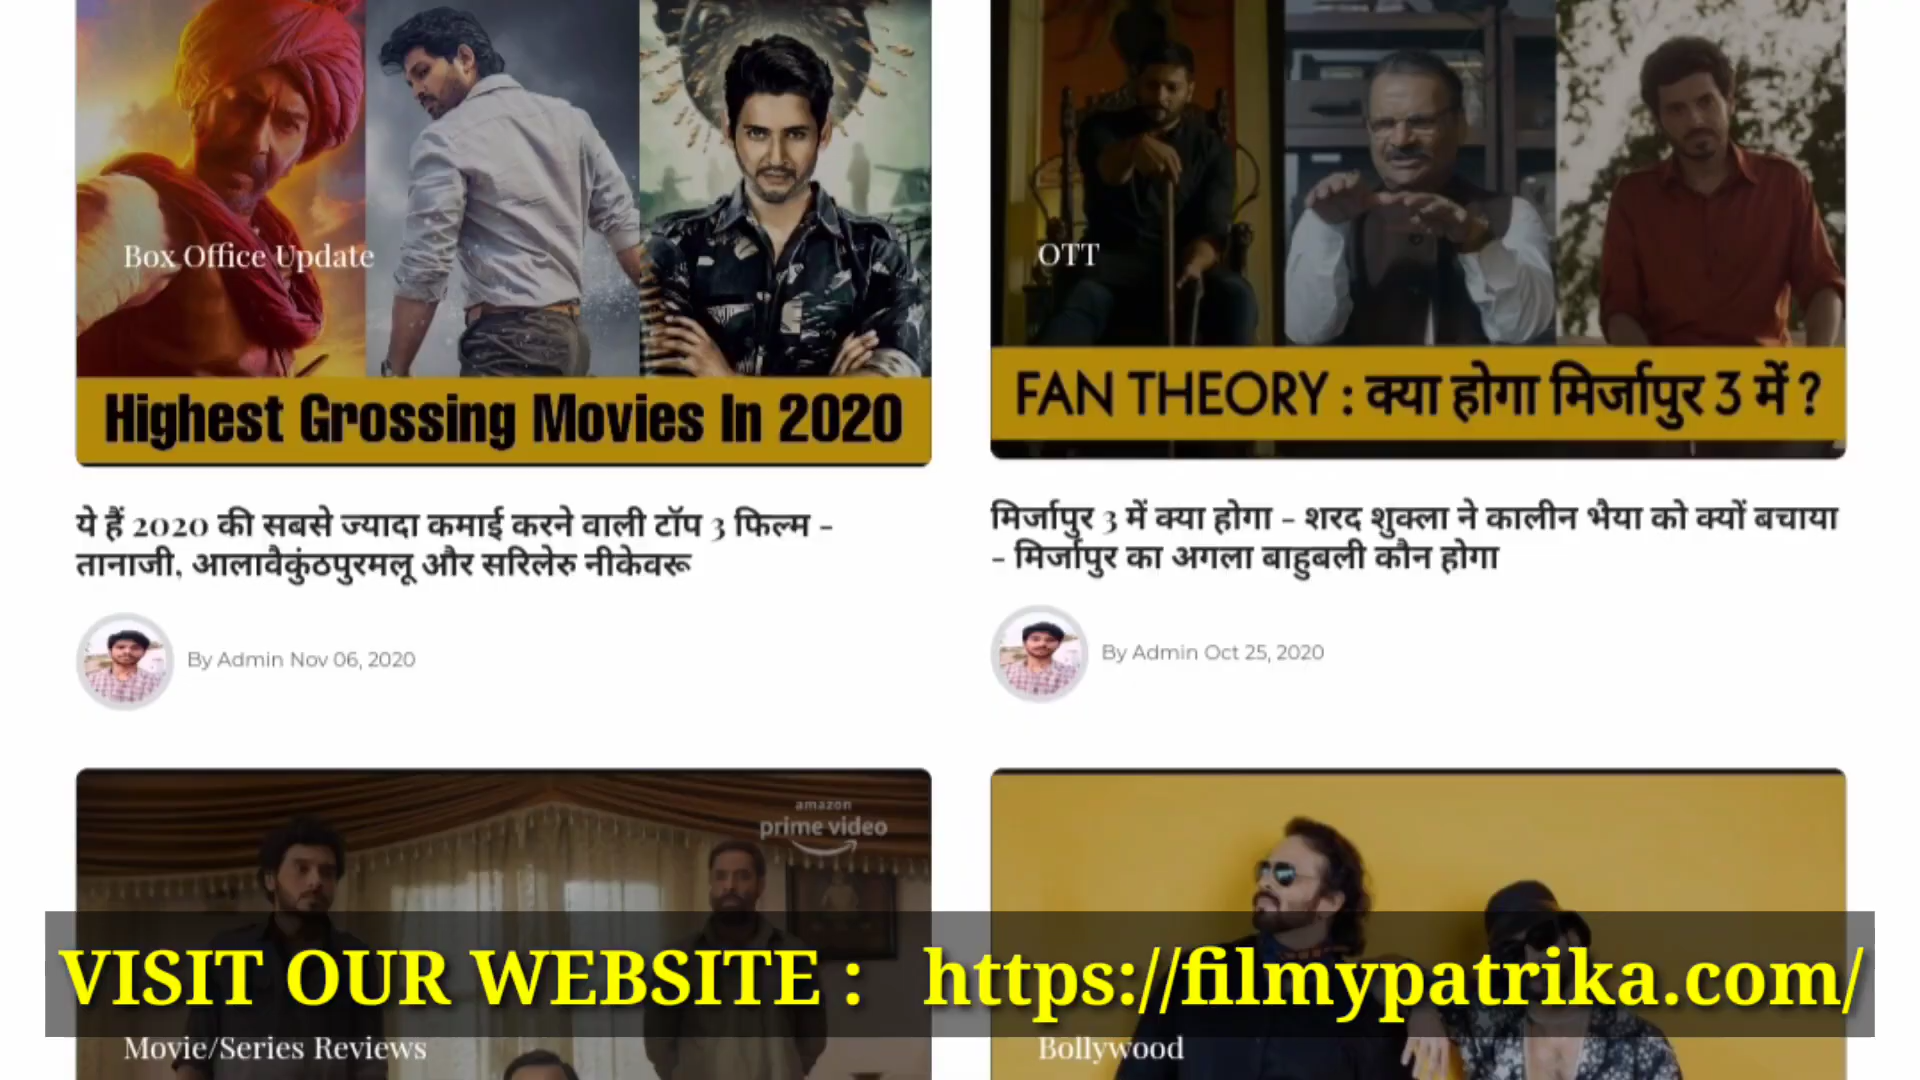 Box Office Update
Highest Grossing Movies In 2020
ये हैं 2020 की सबसे ज्यादा कमाई करने वाली टॉप 3 फिल्म -
तानाजी, आलावैकुंठपुरमलू और सरिलेरु नीकेवरू
By Admin Nov 06, 2020
OTT
FAN THEORY : क्या होगा मिर्जापुर 3 में ?
मिर्जापुर 3 में क्या होगा - शरद शुक्ला ने कालीन भैया को क्यों बचाया
- मिर्जापुर का अगला बाहुबली कौन होगा
By Admin Oct 25, 2020
amazon
prime video
VISIT OUR WEBSITE : https://filmypatrika.com/
Movie/Series Reviews
Bollywood